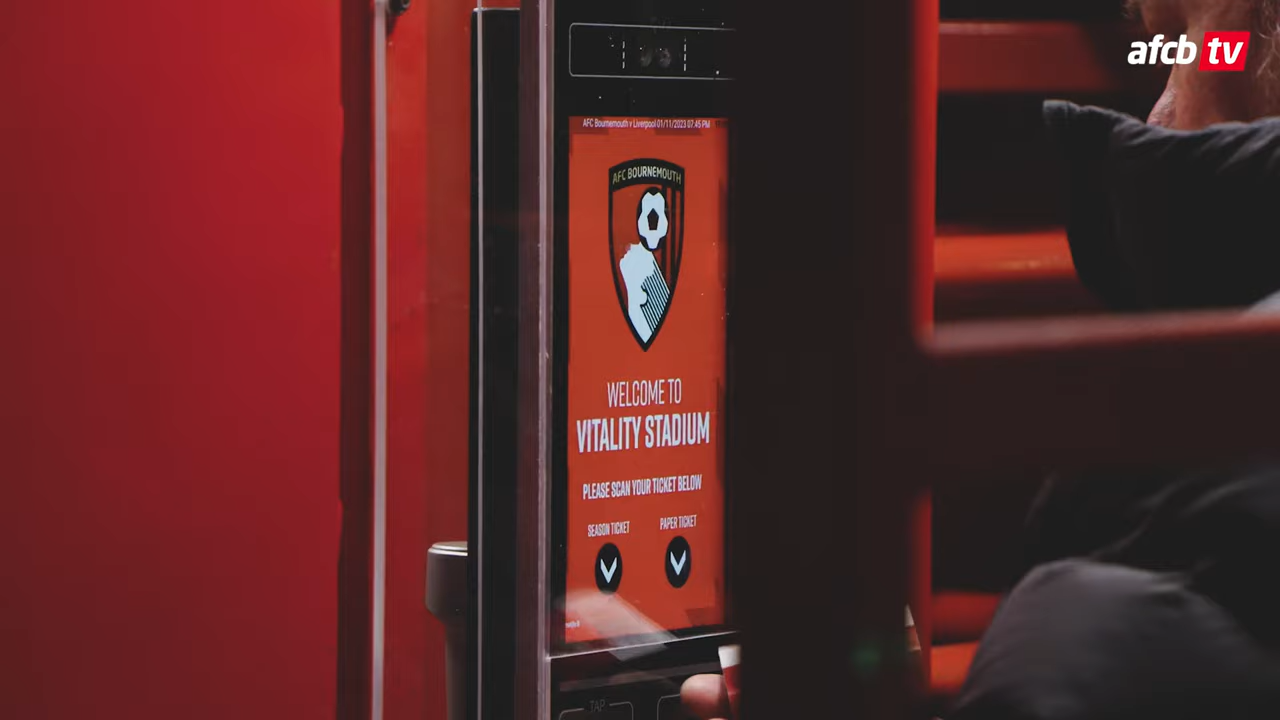 afcb tv
AFC Bournemouth v Liverpool 01/11/2023 07:45 PM
AFC BOURNEMOUTH
WELCOME TO
VITALITY STADIUM
PLEASE SCAN YOUR TICKET BELOW
SEASON TICKET
PAPER TICKET
TAP